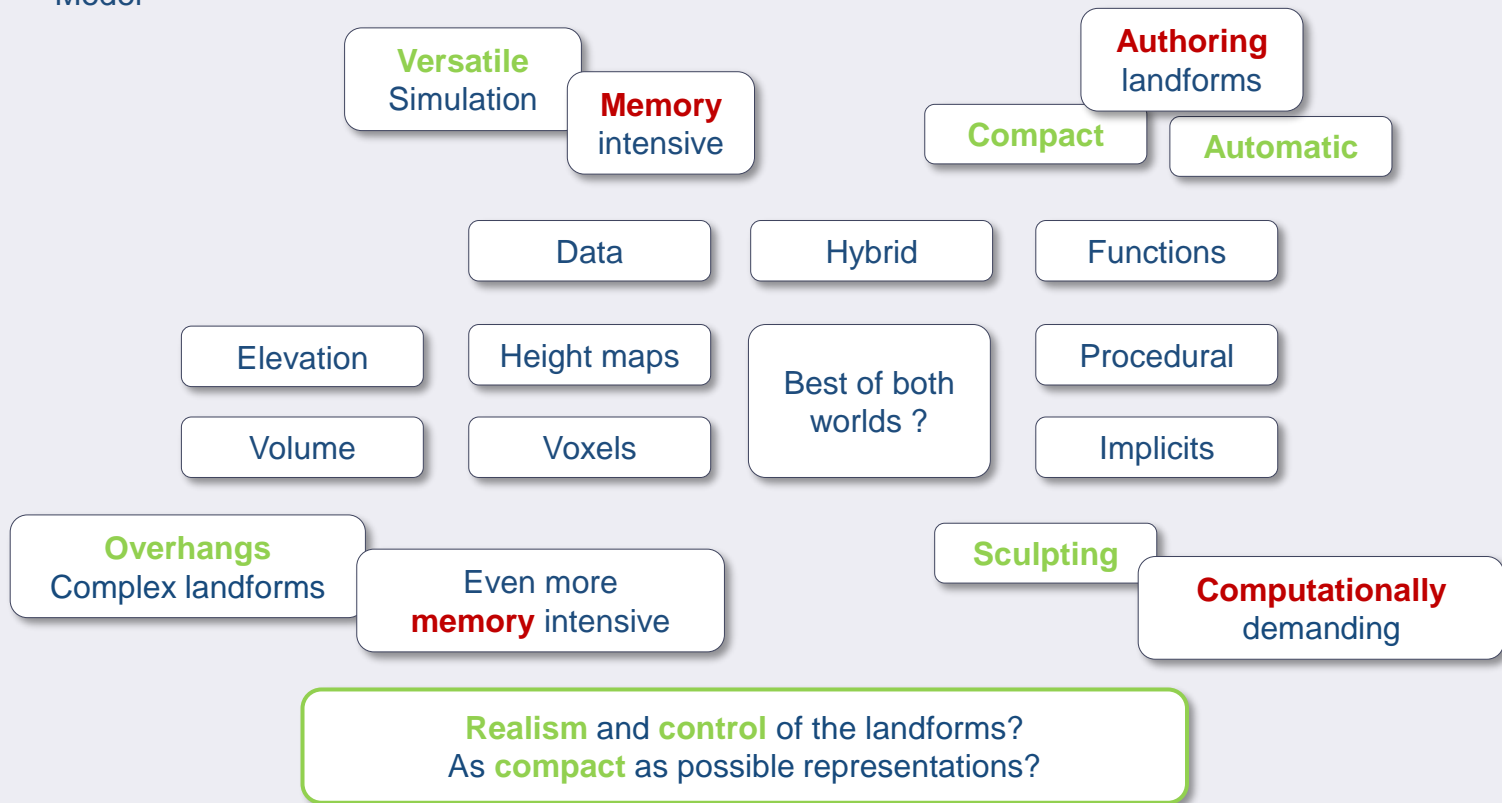 Model
Versatile
Simulation
Memory
intensive
Authoring
landforms
Compact
Automatic
Data
Hybrid
Functions
Elevation
Height maps
Best of both
worlds ?
Procedural
Volume
Voxels
Implicits
Overhangs
Complex landforms
Even more
memory intensive
Sculpting
Computationally
demanding
Realism and control of the landforms?
As compact as possible representations?